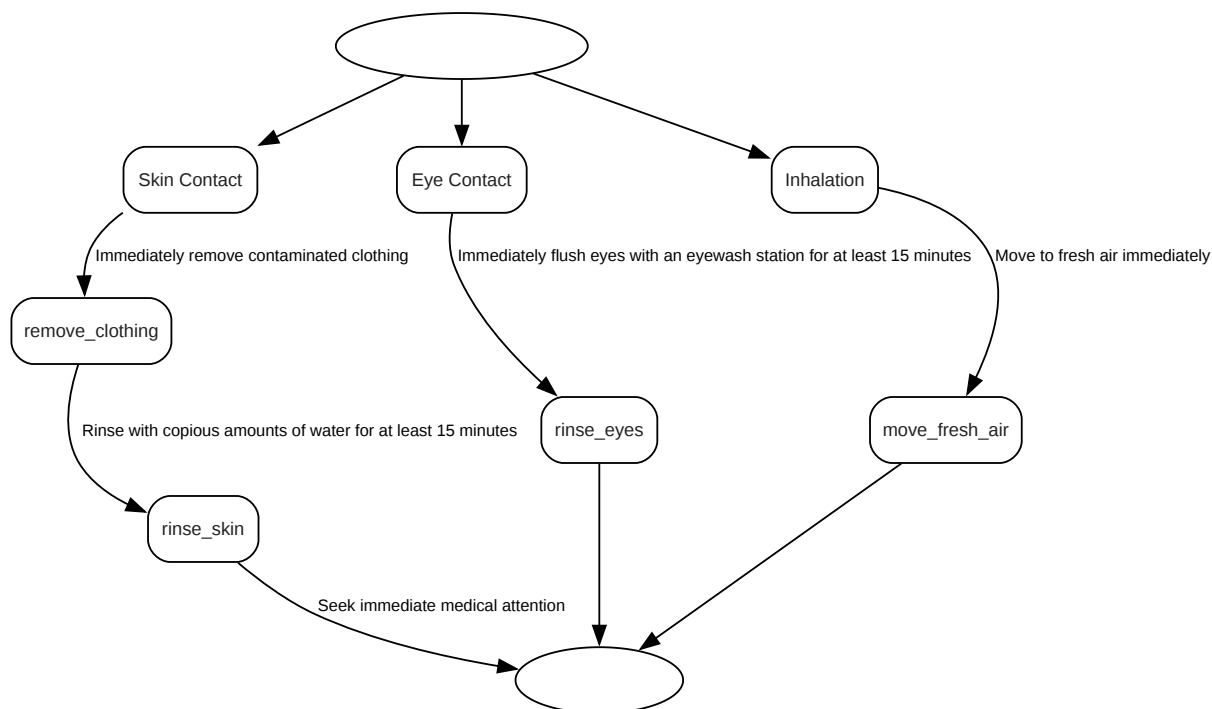 Skin Contact
Eye Contact
Inhalation
Immediately remove contaminated clothing
Immediately flush eyes with an eyewash station for at least 15 minutes
Move to fresh air immediately
remove_clothing
Rinse with copious amounts of water for at least 15 minutes
rinse_eyes
move_fresh_air
rinse_skin
Seek immediate medical attention